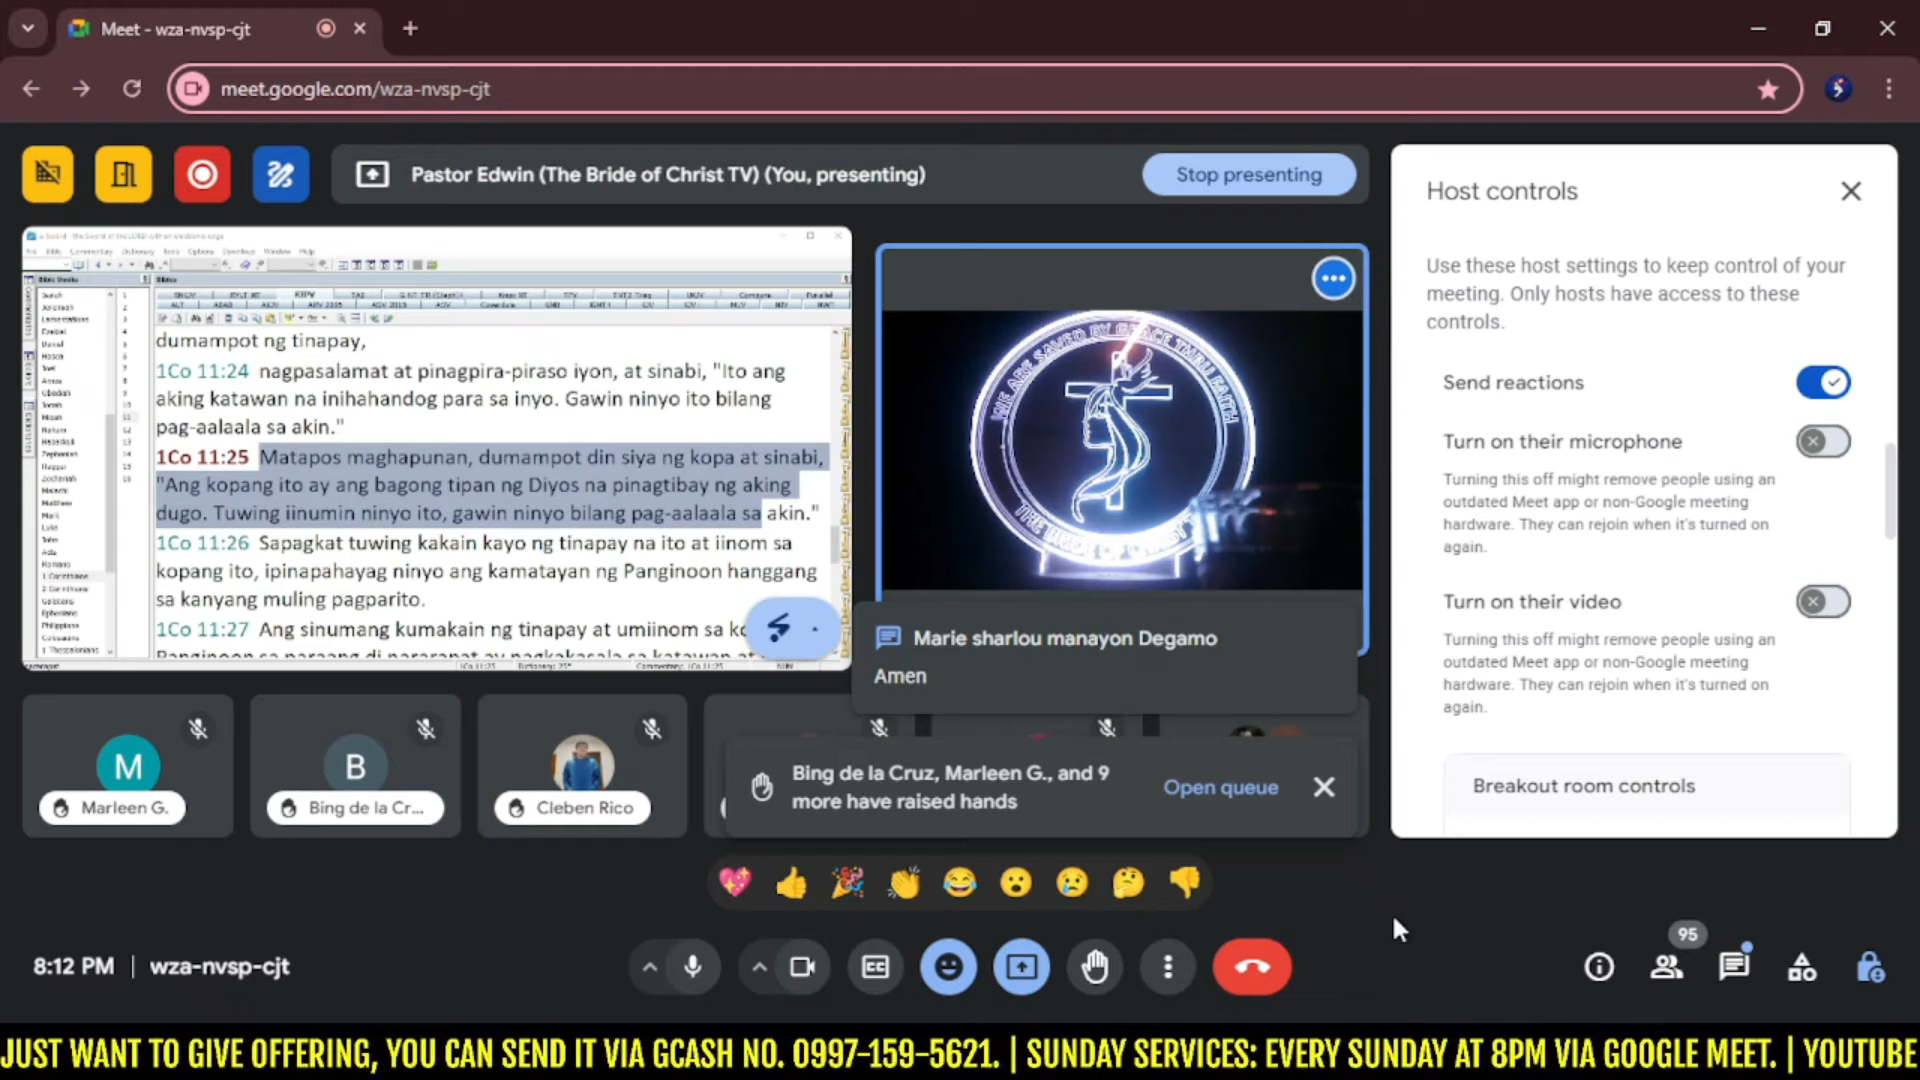 Meet - wza-nvsp-cjt
meet.google.com/wza-nvsp-cjt
Pastor Edwin (The Bride of Christ TV) (You, presenting)
Stop presenting
dumampot ng tinapay,
1Co 11:24 nagpasalamat at pinagpira-piraso iyon, at sinabi, "Ito ang
aking katawan na inihahandog para sa inyo. Gawin ninyo ito bilang
pag-aalaala sa akin."
1Co 11:25 Matapos maghapunan, dumampot din siya ng kopa at sinabi,
"Ang kopang ito ay ang bagong tipan ng Diyos na pinagtibay ng aking
dugo. Tuwing iinumin ninyo ito, gawin ninyo bilang pag-aalaala sa akin."
1Co 11:26 Sapagkat tuwing kakain kayo ng tinapay na ito at iinom sa
kopang ito, ipinapahayag ninyo ang kamatayan ng Panginoon hanggang
sa kanyang muling pagparito.
1Co 11:27 Ang sinumang kumakain ng tinapay at umiinom sa
WE ARE SAVED BY GRACE THRU FAITH
THE BRIDE OF CHRIST
Marie sharlou manayon Degamo
Amen
M
Marleen G.
B
Bing de la Cr...
Cleben Rico
Bing de la Cruz, Marleen G., and 9
more have raised hands
Open queue
Host controls
Use these host settings to keep control of your
meeting. Only hosts have access to these
controls.
Send reactions
Turn on their microphone
Turning this off might remove people using an
outdated Meet app or non-Google meeting
hardware. They can rejoin when it's turned on
again.
Turn on their video
Turning this off might remove people using an
outdated Meet app or non-Google meeting
hardware. They can rejoin when it's turned on
again.
Breakout room controls
8:12 PM | wza-nvsp-cjt
95
JUST WANT TO GIVE OFFERING, YOU CAN SEND IT VIA GCASH NO. 0997-159-5621. | SUNDAY SERVICES: EVERY SUNDAY AT 8PM VIA GOOGLE MEET. | YOUTUBE